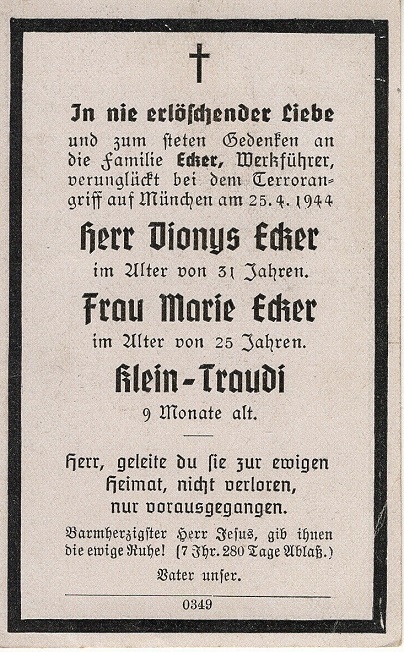 In nie erlöschender Liebe
und zum steten Gedenken an
die Familie Ecker, Werkführer,
verunglückt bei dem Terroran-
griff auf München am 25.4.1944
Herr Dionys Ecker
im Alter von 31 Jahren.
Frau Marie Ecker
im Alter von 25 Jahren.
Klein-Traudi
9 Monate alt.
Herr, geleite du sie zur ewigen
Heimat, nicht verloren,
nur vorausgegangen.
Barmherzigster Herr Jesus, gib ihnen
die ewige Ruhe! (7 Jhr. 280 Tage Ablaß.)
Vater unser.
0349